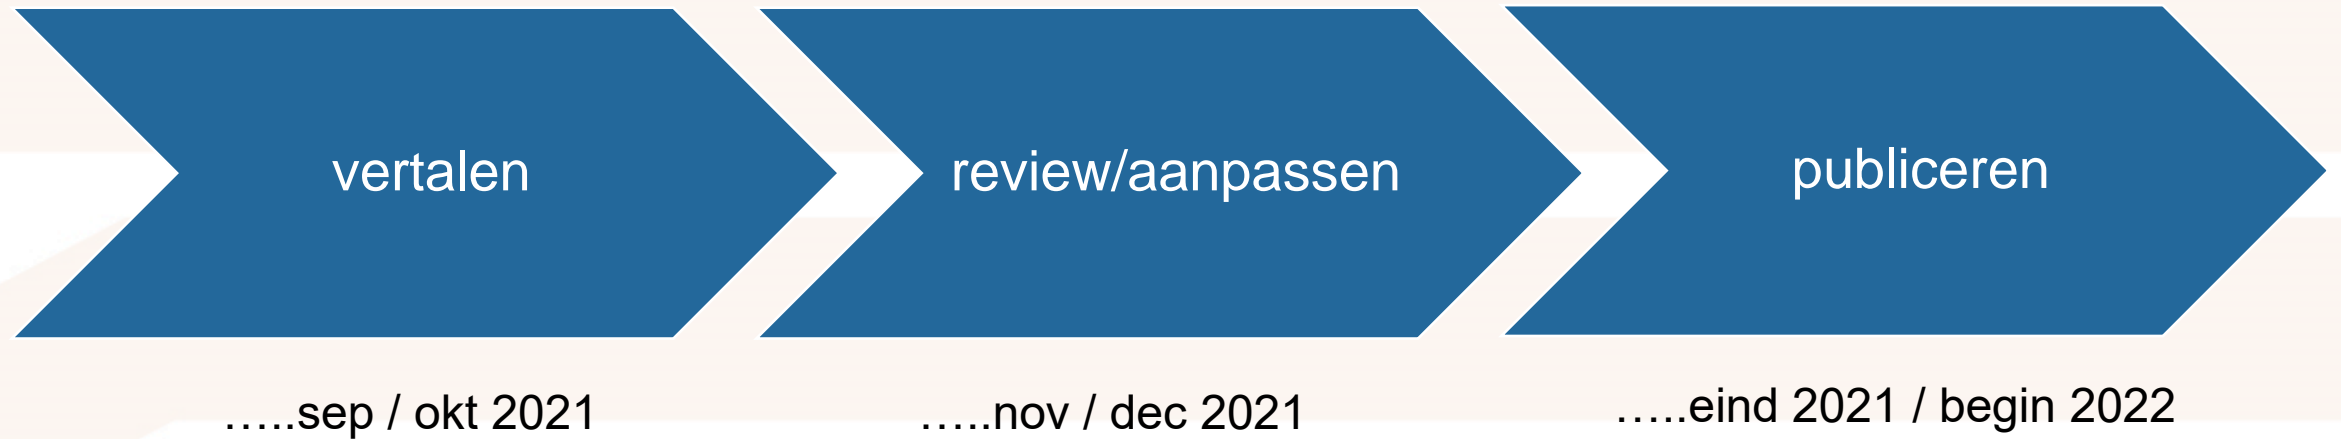 vertalen
review/aanpassen
publiceren
…..sep / okt 2021
…..nov / dec 2021
…..eind 2021 / begin 2022